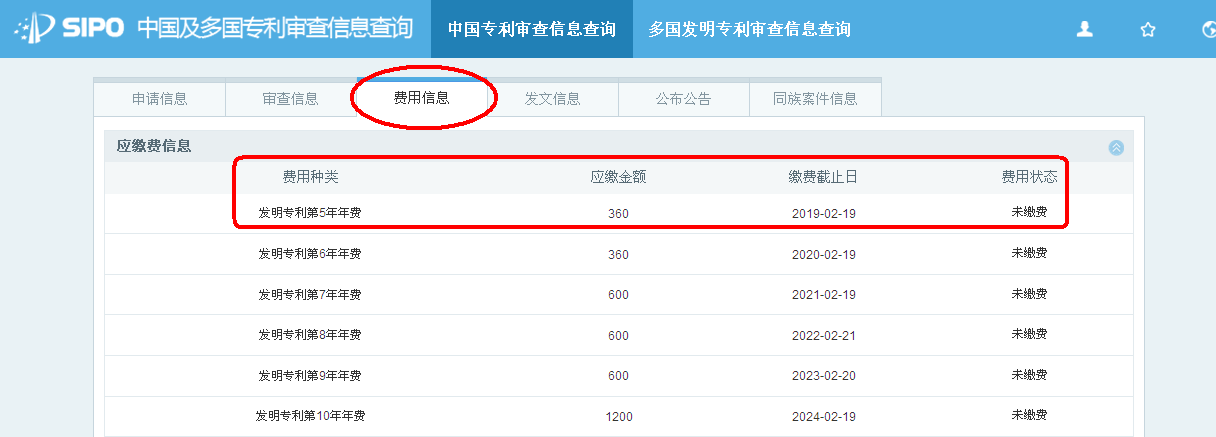 SIPO 中国及多国专利审查信息查询 中国专利审查信息查询 多国发明专利审查信息查询
申请信息 审查信息 费用信息 发文信息 公布公告 同族案件信息
应缴费信息
费用种类 应缴金额 缴费截止日 费用状态
发明专利第5年年费 360 2019-02-19 未缴费
发明专利第6年年费 360 2020-02-19 未缴费
发明专利第7年年费 600 2021-02-19 未缴费
发明专利第8年年费 600 2022-02-21 未缴费
发明专利第9年年费 600 2023-02-20 未缴费
发明专利第10年年费 1200 2024-02-19 未缴费